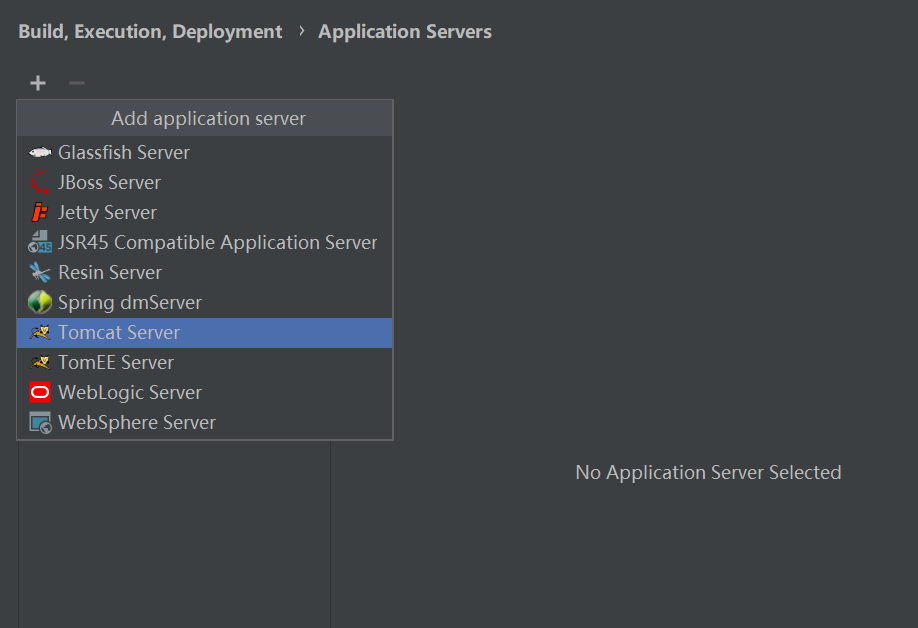 Build, Execution, Deployment › Application Servers
Add application server
Glassfish Server
JBoss Server
Jetty Server
JSR45 Compatible Application Server
Resin Server
Spring dmServer
Tomcat Server
TomEE Server
WebLogic Server
WebSphere Server
No Application Server Selected